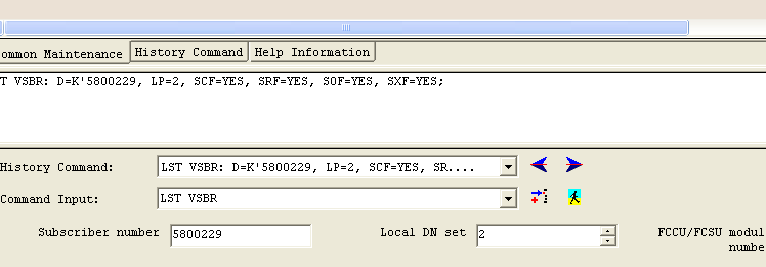 ommon Maintenance History Command Help Information
T VSBR: D=K'5800229, LP=2, SCF=YES, SRF=YES, SOF=YES, SXF=YES;
History Command: LST VSBR: D=K'5800229, LP=2, SCF=YES, SR....
Command Input: LST VSBR
Subscriber number 5800229 Local DN set 2 FCCU/FCSU modul
numbe